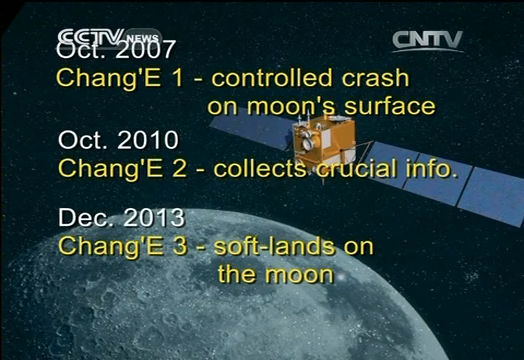 CCTV NEWS
CNTV
Oct. 2007
Chang'E 1 - controlled crash
on moon's surface
Oct. 2010
Chang'E 2 - collects crucial info.
Dec. 2013
Chang'E 3 - soft-lands on
the moon